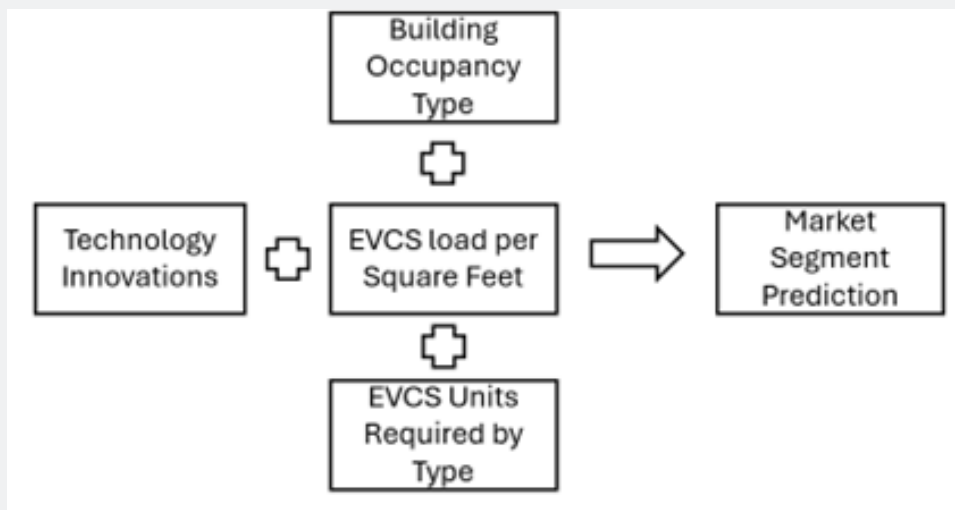 Building
Occupancy
Type
Technology
Innovations
EVCS load per
Square Feet
Market
Segment
Prediction
EVCS Units
Required by
Type